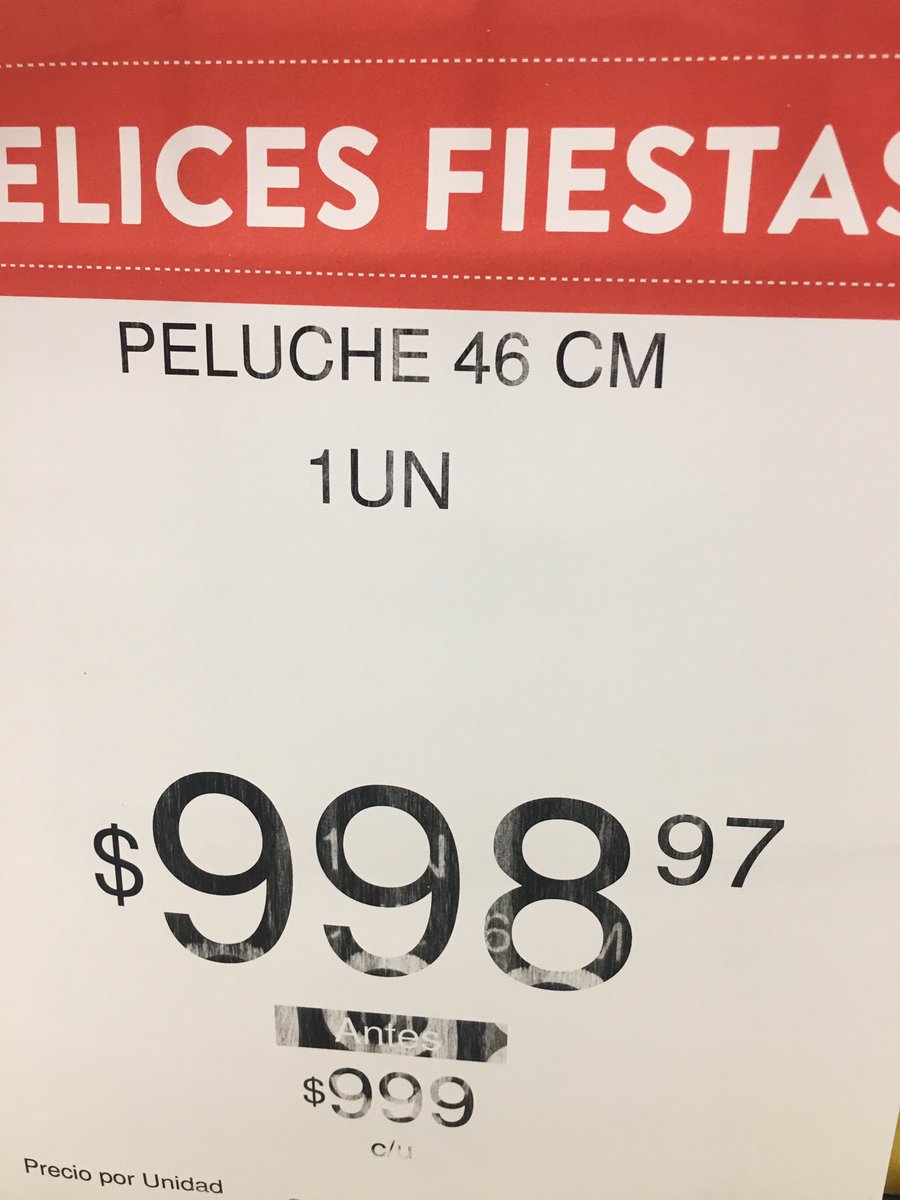 ELICES FIESTAS
PELUCHE 46 CM
1UN
$998 97
Antes
$999
c/u
Precio por Unidad